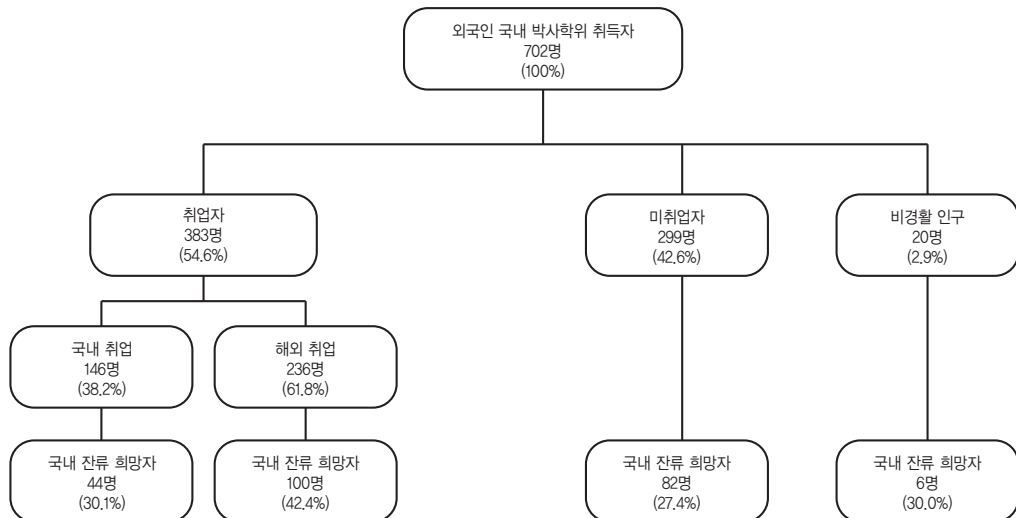 외국인 국내 박사학위 취득자
702명
(100%)
취업자
383명
(54.6%)
미취업자
299명
(42.6%)
비경활 인구
20명
(2.9%)
국내 취업
146명
(38.2%)
해외 취업
236명
(61.8%)
국내 잔류 희망자
44명
(30.1%)
국내 잔류 희망자
100명
(42.4%)
국내 잔류 희망자
82명
(27.4%)
국내 잔류 희망자
6명
(30.0%)